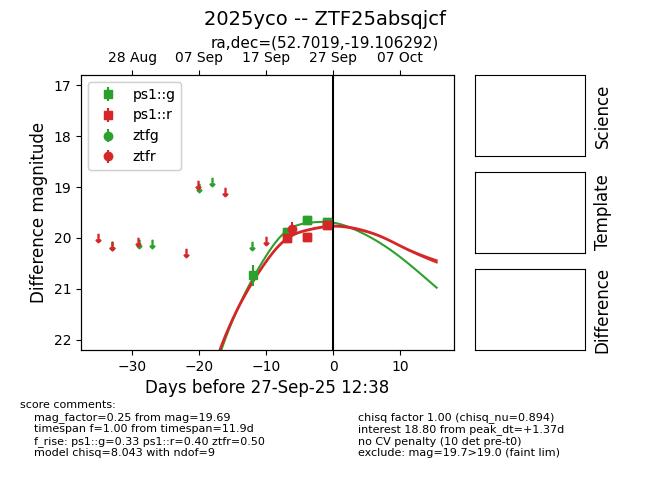 2025yco -- ZTF25absqjcf
ra,dec=(52.7019,-19.106292)
28 Aug 07 Sep 17 Sep 27 Sep 07 Oct
17
18
19
20
21
22
Difference magnitude
ps1::g
ps1::r
ztfg
ztfr
−30 −20 −10 0 10
Days before 27-Sep-25 12:38
Science
Template
Difference
score comments:
mag_factor=0.25 from mag=19.69
timespan f=1.00 from timespan=11.9d
f_rise: ps1::g=0.33 ps1::r=0.40 ztfr=0.50
model chisq=8.043 with ndof=9
chisq factor 1.00 (chisq_nu=0.894)
interest 18.80 from peak_dt=+1.37d
no CV penalty (10 det pre-t0)
exclude: mag=19.7>19.0 (faint lim)